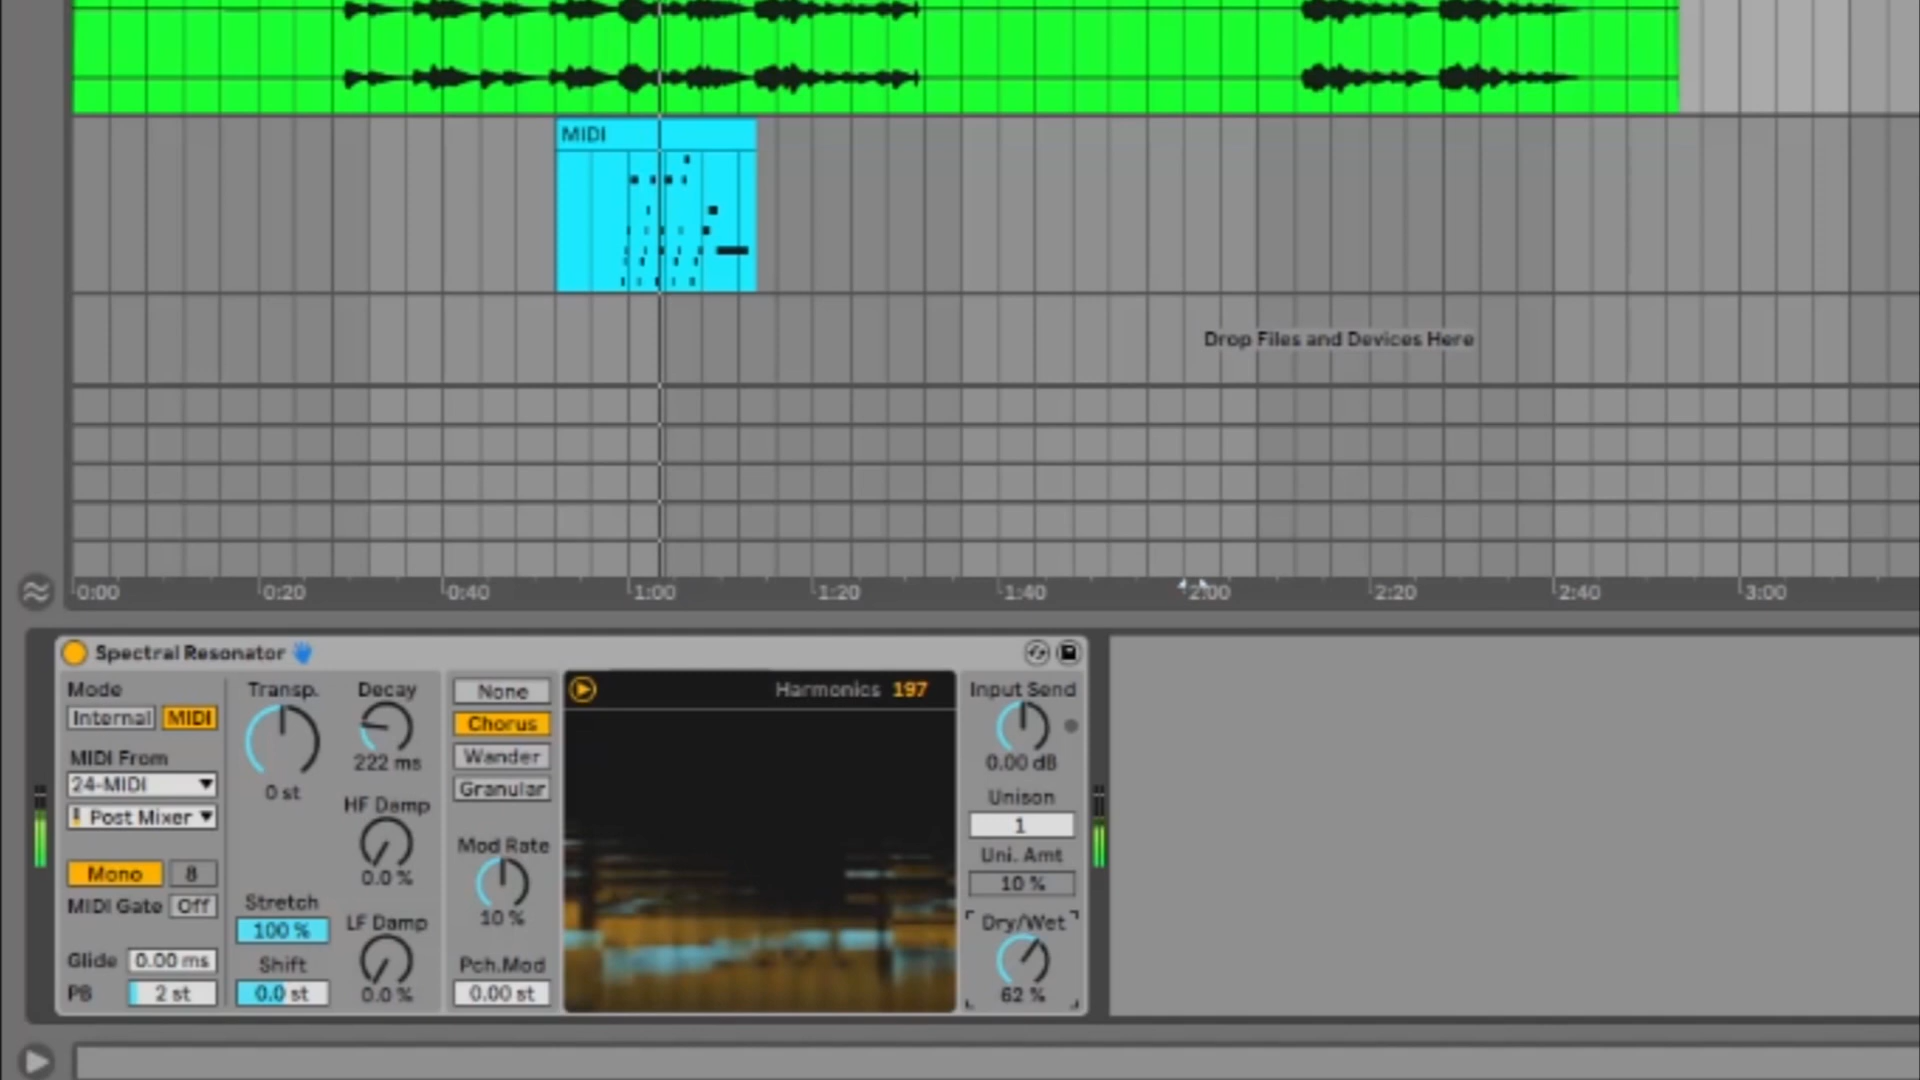 MIDI
Drop Files and Devices Here
0:00 0:20 0:40 1:00 1:20 1:40 2:00 2:20 2:40 3:00
Spectral Resonator
Mode
Internal MIDI
MIDI From
24-MIDI
Post Mixer
Mono 8
MIDI Gate Off
Glide 0.00 ms
PB 2 st
Transp.
0 st
Stretch
100 %
Shift
0.0 st
Decay
222 ms
HF Damp
0.0 %
LF Damp
0.0 %
None
Chorus
Wander
Granular
Mod Rate
10 %
Pch.Mod
0.00 st
Harmonics 197
Input Send
0.00 dB
Unison
1
Uni. Amt
10 %
Dry/Wet
62 %